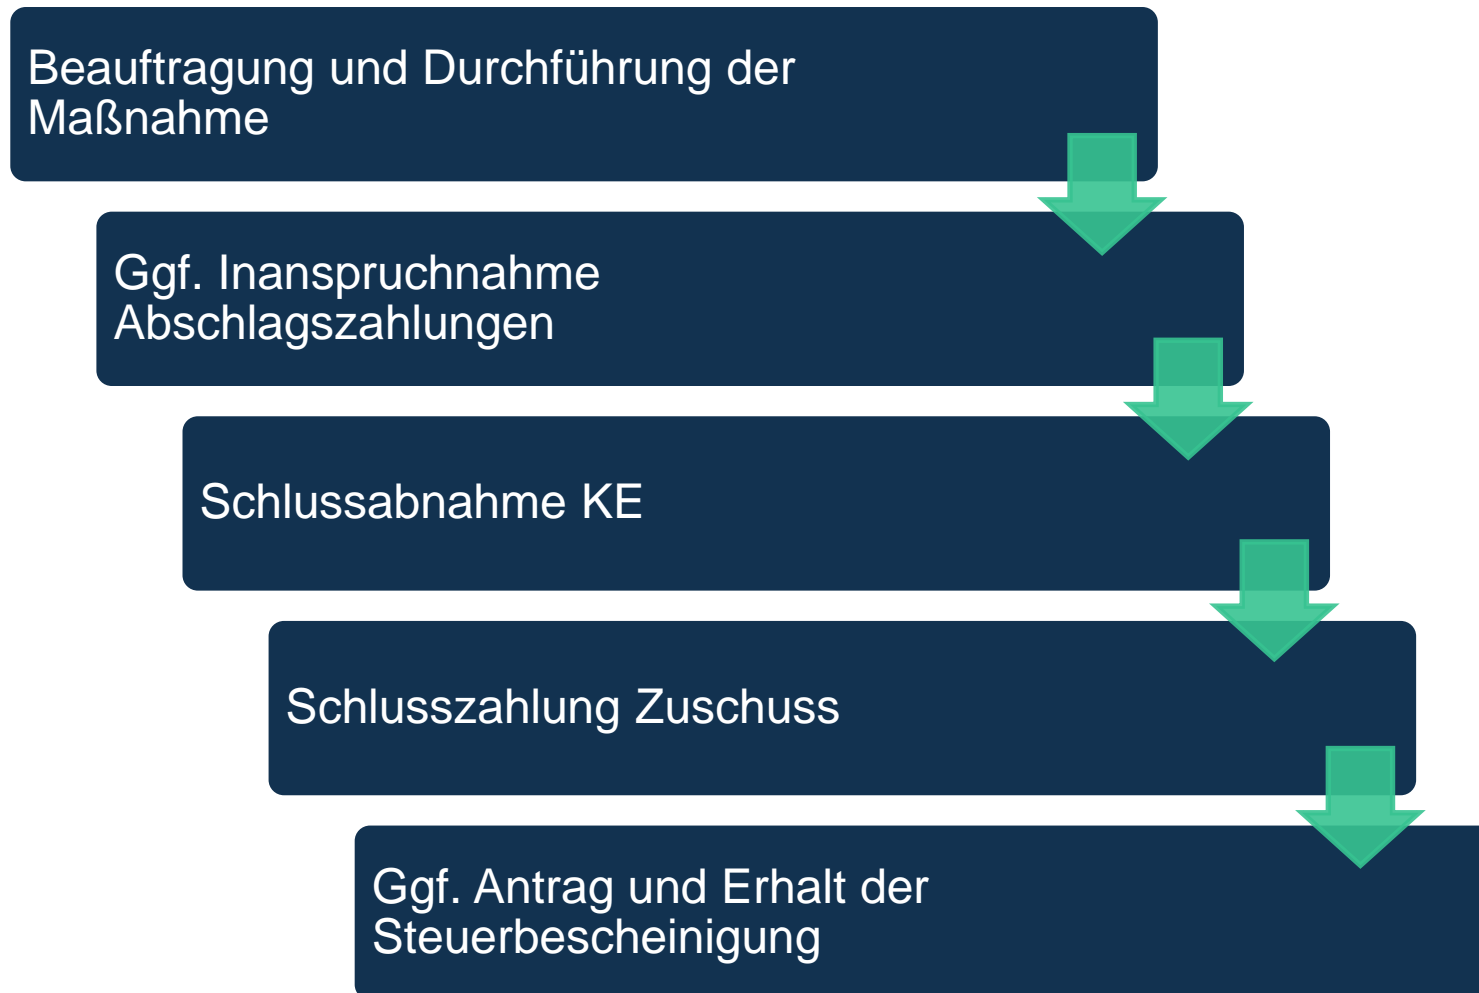 Beauftragung und Durchführung der
Maßnahme
Ggf. Inanspruchnahme
Abschlagszahlungen
Schlussabnahme KE
Schlusszahlung Zuschuss
Ggf. Antrag und Erhalt der
Steuerbescheinigung